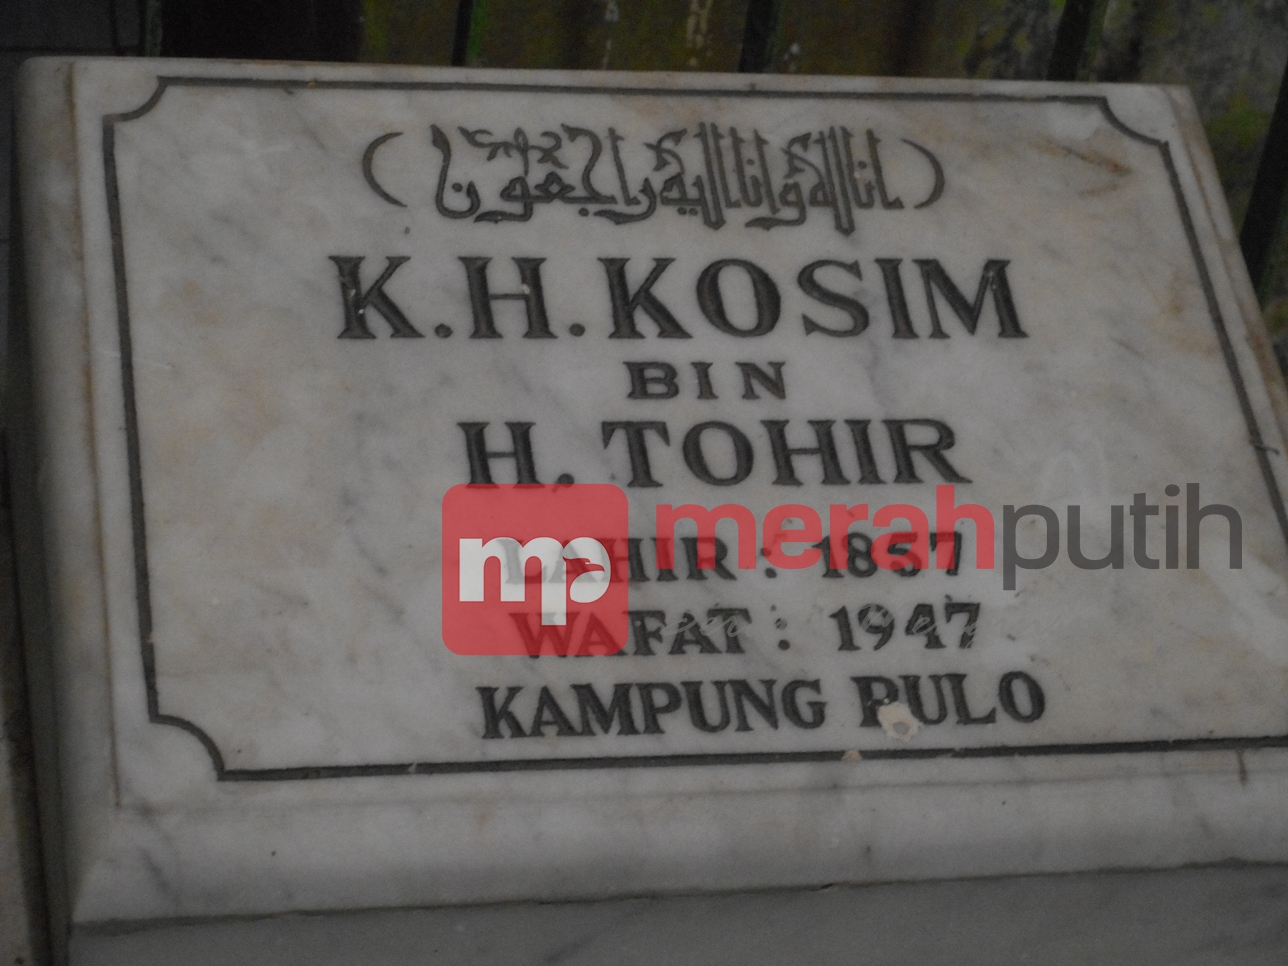 (انا لله وانا اليه راجعون)
K.H.KOSIM
BIN
H. TOHIR
mp merahputih
LAHIR : 1857
WAFAT : 1947
KAMPUNG PULO